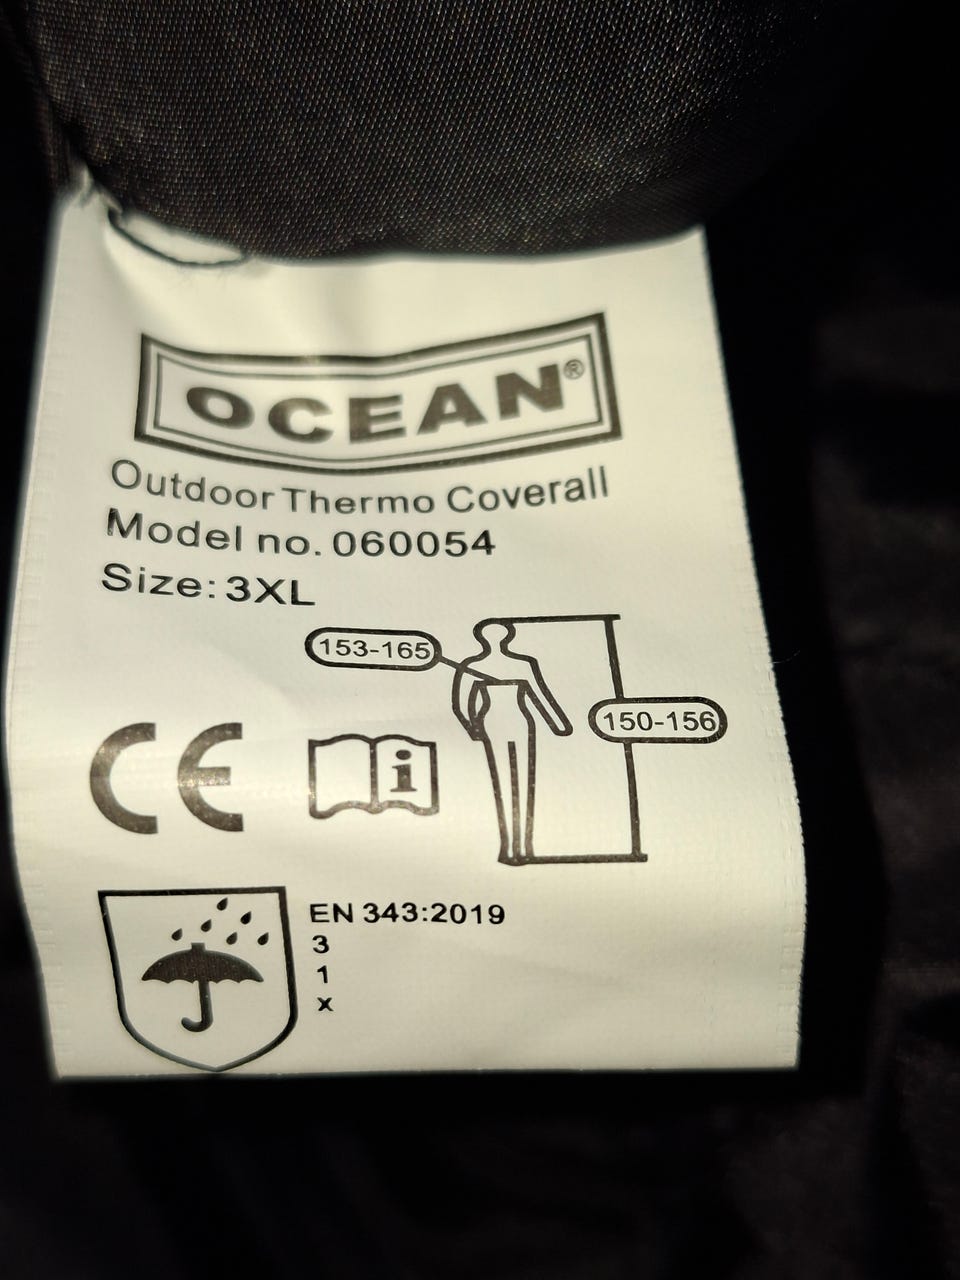 OCEAN®
Outdoor Thermo Coverall
Model no. 060054
Size: 3XL
153-165
150-156
CE
i
EN 343:2019
3
1
x